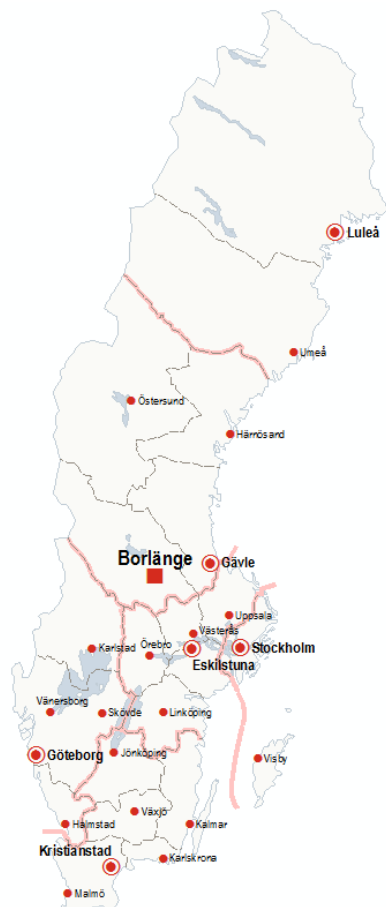 Luleå
Umeå
Östersund
Härrösand
Borlänge
Gävle
Uppsala
Västerås
Karlstad
Örebro
Stockholm
Eskilstuna
Vänersborg
Skövde
Linköping
Göteborg
Jönköping
Visby
Växjö
Halmstad
Kalmar
Kristianstad
Karlskrona
Malmö